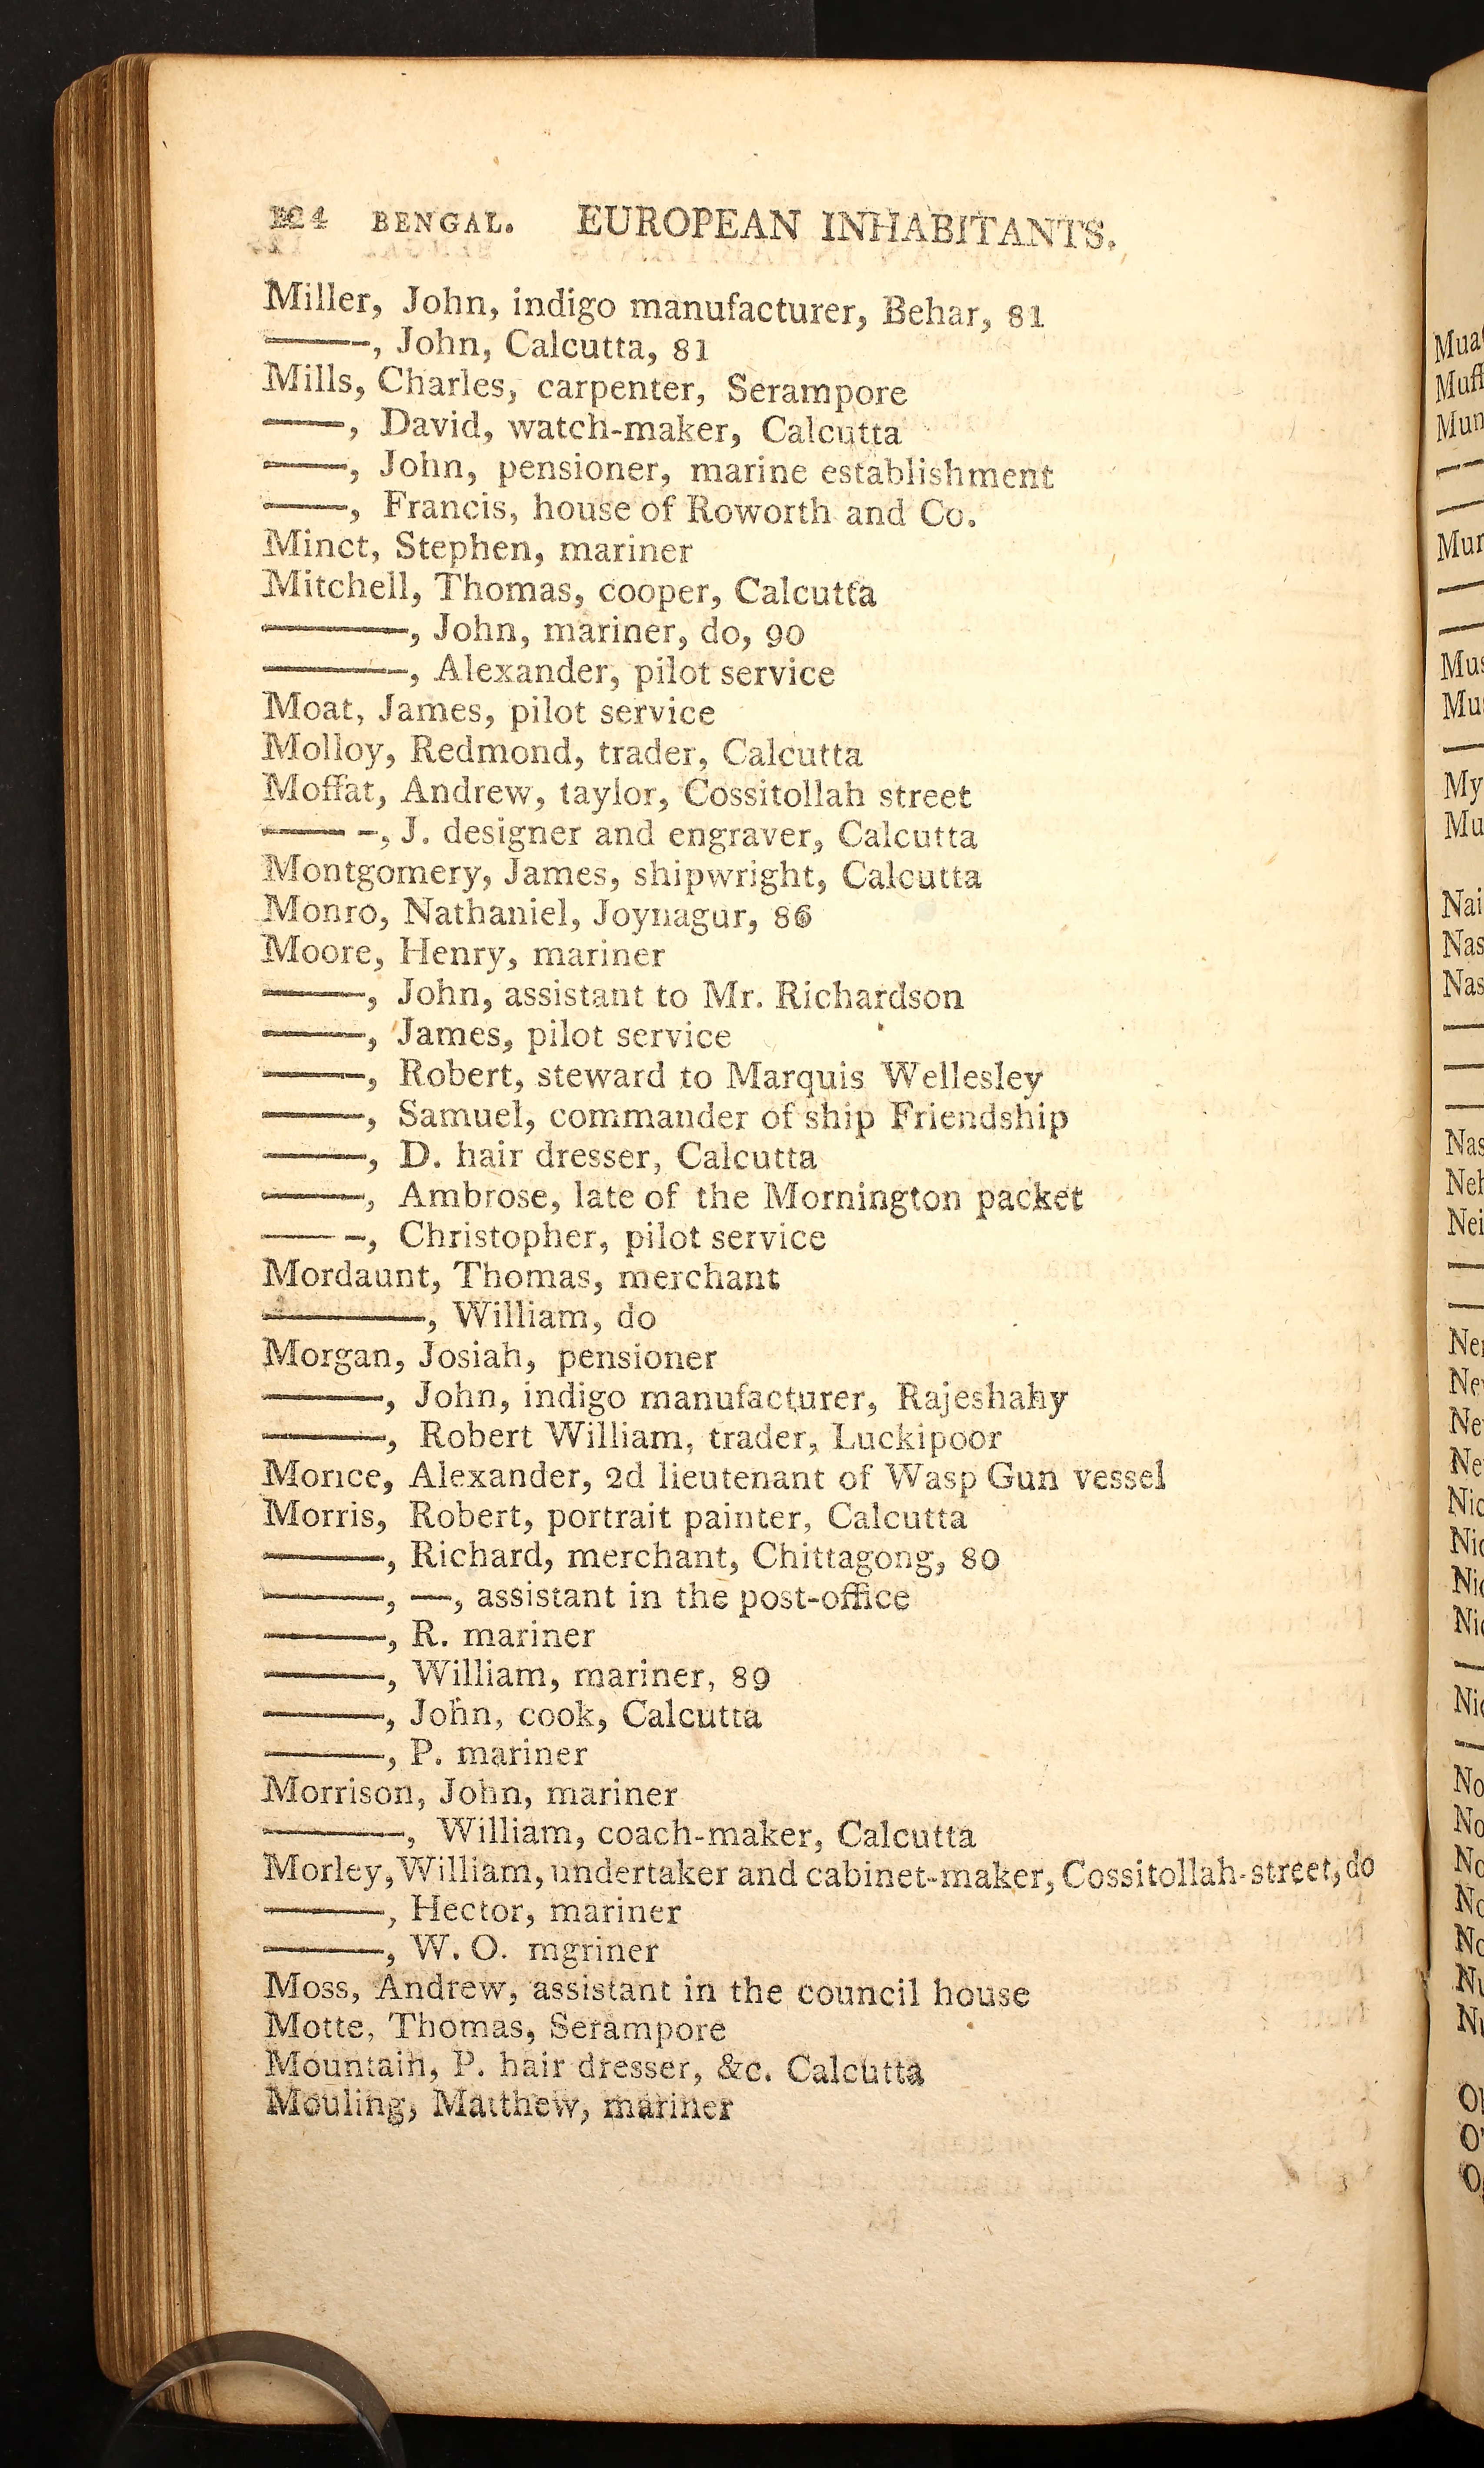 124 BENGAL. EUROPEAN INHABITANTS.
Miller, John, indigo manufacturer, Behar, 81
———, John, Calcutta, 81
Mills, Charles, carpenter, Serampore
———, David, watch-maker, Calcutta
———, John, pensioner, marine establishment
———, Francis, house of Roworth and Co.
Minct, Stephen, mariner
Mitchell, Thomas, cooper, Calcutta
————, John, mariner, do, 90
————, Alexander, pilot service
Moat, James, pilot service
Molloy, Redmond, trader, Calcutta
Moffat, Andrew, taylor, Cossitollah street
——— –, J. designer and engraver, Calcutta
Montgomery, James, shipwright, Calcutta
Monro, Nathaniel, Joynagur, 86
Moore, Henry, mariner
———, John, assistant to Mr. Richardson
———, James, pilot service
———, Robert, steward to Marquis Wellesley
———, Samuel, commander of ship Friendship
———, D. hair dresser, Calcutta
———, Ambrose, late of the Mornington packet
—— –, Christopher, pilot service
Mordaunt, Thomas, merchant
————, William, do
Morgan, Josiah, pensioner
———, John, indigo manufacturer, Rajeshahy
———, Robert William, trader, Luckipoor
Morice, Alexander, 2d lieutenant of Wasp Gun vessel
Morris, Robert, portrait painter, Calcutta
———, Richard, merchant, Chittagong, 80
———, —, assistant in the post-office
———, R. mariner
———, William, mariner, 89
———, John, cook, Calcutta
———, P. mariner
Morrison, John, mariner
————, William, coach-maker, Calcutta
Morley, William, undertaker and cabinet-maker, Cossitollah-street, do
———, Hector, mariner
———, W. O. mgriner
Moss, Andrew, assistant in the council house
Motte, Thomas, Serampore
Mountain, P. hair dresser, &c. Calcutta
Mouling, Matthew, mariner